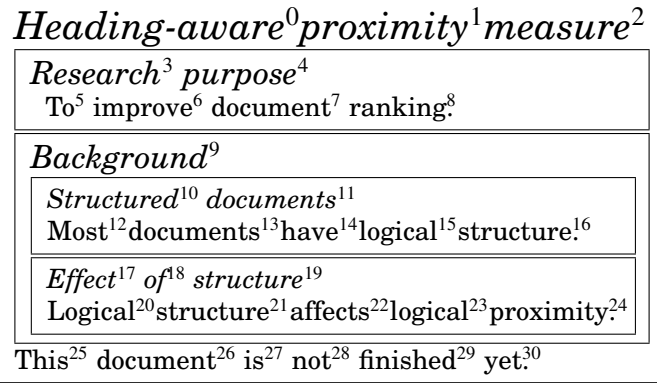 Heading-aware⁰proximity¹measure²
Research³ purpose⁴
To⁵ improve⁶ document⁷ ranking.⁸
Background⁹
Structured¹⁰ documents¹¹
Most¹²documents¹³have¹⁴logical¹⁵structure.¹⁶
Effect¹⁷ of¹⁸ structure¹⁹
Logical²⁰structure²¹affects²²logical²³proximity.²⁴
This²⁵ document²⁶ is²⁷ not²⁸ finished²⁹ yet.³⁰